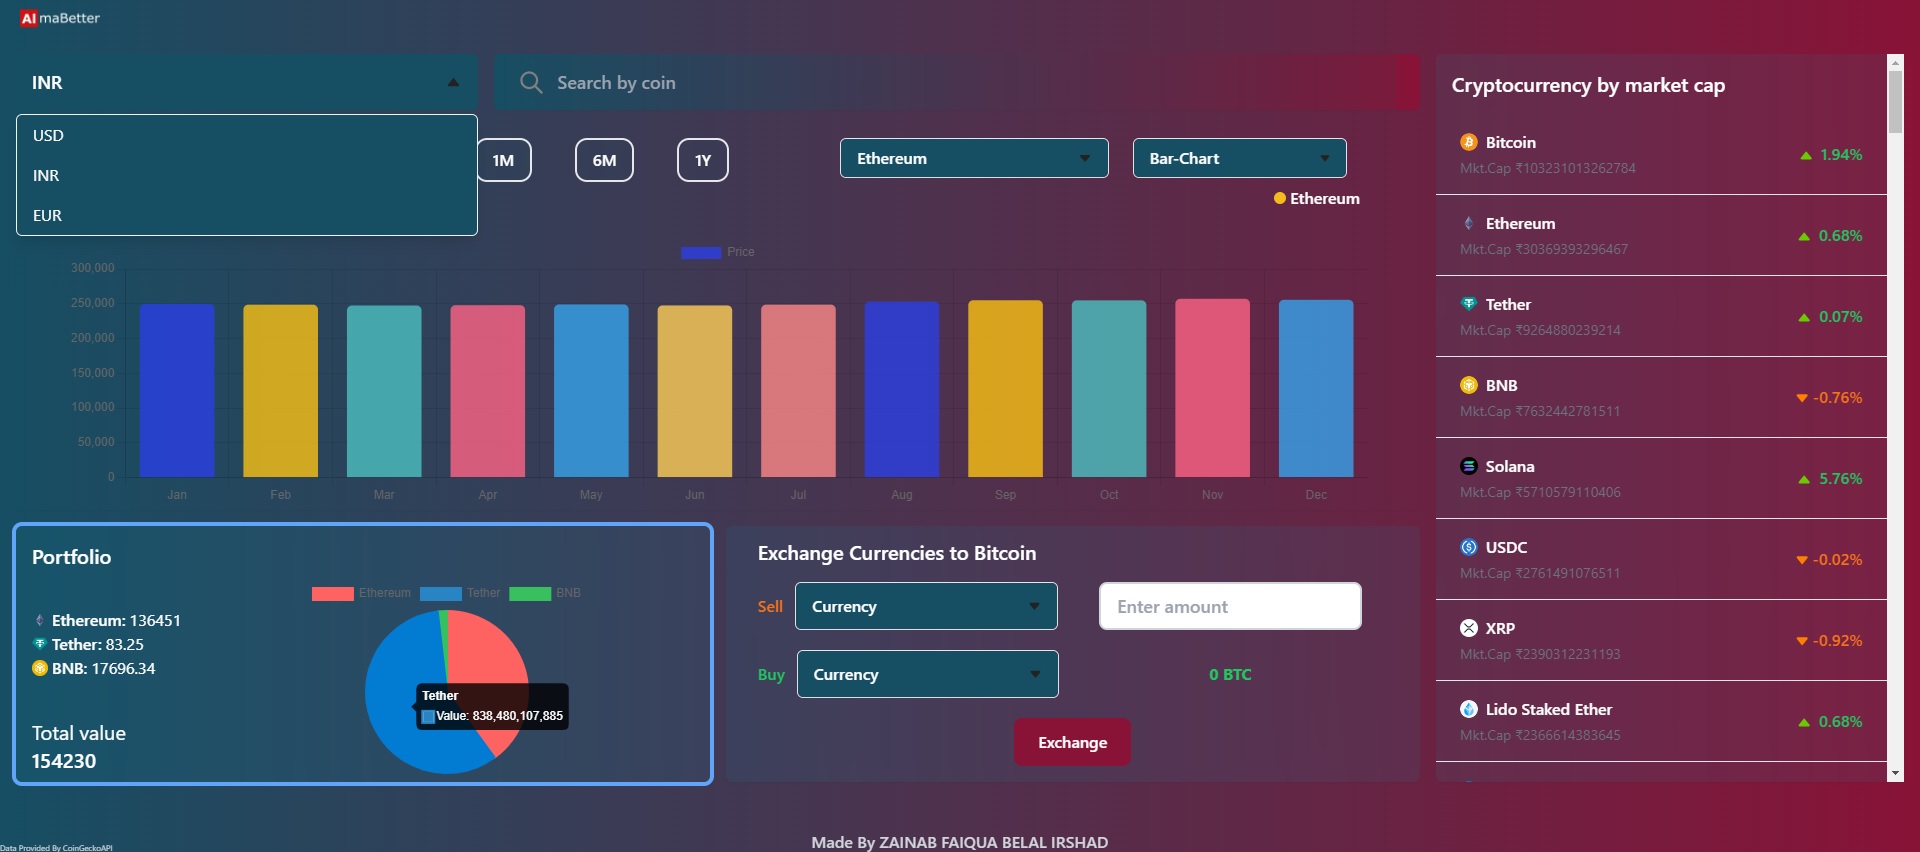 AlmaBetter
INR
Search by coin
USD
INR
EUR
1M
6M
1Y
Ethereum
Bar-Chart
Ethereum
Price
300,000
250,000
200,000
150,000
100,000
50,000
0
Jan Feb Mar Apr May Jun Jul Aug Sep Oct Nov Dec
Portfolio
Ethereum Tether BNB
Ethereum: 136451
Tether: 83.25
BNB: 17696.34
Tether
Value: 838,480,107,885
Total value
154230
Exchange Currencies to Bitcoin
Sell Currency Enter amount
Buy Currency 0 BTC
Exchange
Cryptocurrency by market cap
Bitcoin
Mkt.Cap ₹103231013262784
1.94%
Ethereum
Mkt.Cap ₹30369393296467
0.68%
Tether
Mkt.Cap ₹9264880239214
0.07%
BNB
Mkt.Cap ₹7632442781511
-0.76%
Solana
Mkt.Cap ₹5710579110406
5.76%
USDC
Mkt.Cap ₹2761491076511
-0.02%
XRP
Mkt.Cap ₹2390312231193
-0.92%
Lido Staked Ether
Mkt.Cap ₹2366614383645
0.68%
Made By ZAINAB FAIQUA BELAL IRSHAD
Data Provided By CoinGeckoAPI